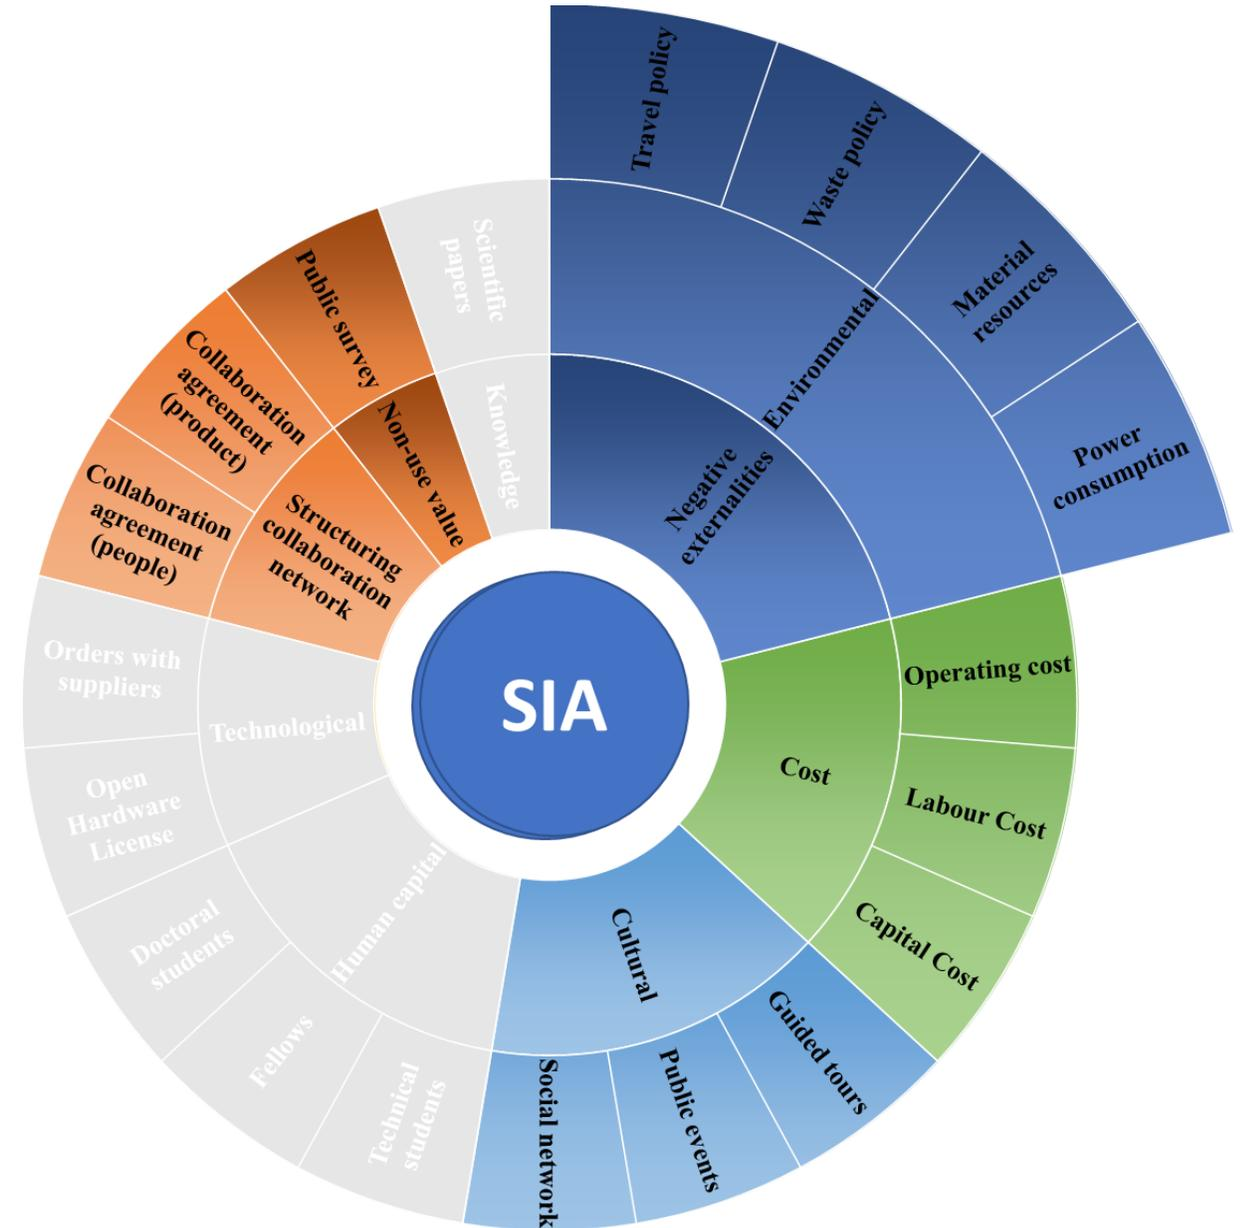 SIA
Negative
externalities
Environmental
Travel policy
Waste policy
Material
resources
Power
consumption
Cost
Operating cost
Labour Cost
Capital Cost
Cultural
Guided tours
Public events
Social network
Human capital
Technical
students
Fellows
Doctoral
students
Technological
Open
Hardware
License
Orders with
suppliers
Structuring
collaboration
network
Collaboration
agreement
(people)
Collaboration
agreement
(product)
Non-use value
Public survey
Knowledge
Scientific
papers